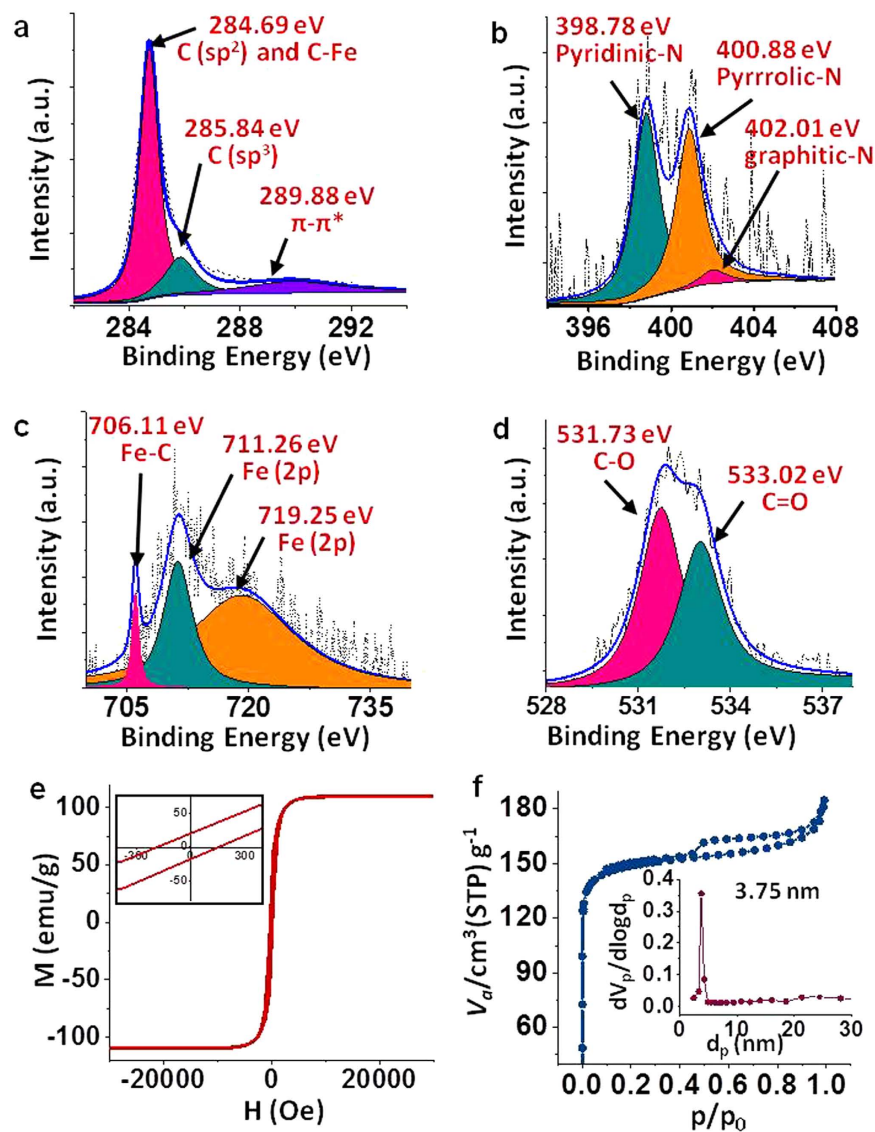 a
284.69 eV
C (sp²) and C-Fe
285.84 eV
C (sp³)
289.88 eV
π-π*
Intensity (a.u.)
284 288 292
Binding Energy (eV)
b
398.78 eV
Pyridinic-N
400.88 eV
Pyrrrolic-N
402.01 eV
graphitic-N
Intensity (a.u.)
396 400 404 408
Binding Energy (eV)
c
706.11 eV
Fe-C
711.26 eV
Fe (2p)
719.25 eV
Fe (2p)
Intensity (a.u.)
705 720 735
Binding Energy (eV)
d
531.73 eV
C-O
533.02 eV
C=O
Intensity (a.u.)
528 531 534 537
Binding Energy (eV)
e
M (emu/g)
100
50
0
-50
-100
50
-300 0 300
0
-50
-20000 0 20000
H (Oe)
f
Vₐ/cm³(STP) g⁻¹
180
150
120
90
60
3.75 nm
dVₚ/dlogdₚ
0.4
0.3
0.2
0.1
0.0
0 10 20 30
dₚ (nm)
0.0 0.2 0.4 0.6 0.8 1.0
p/p₀